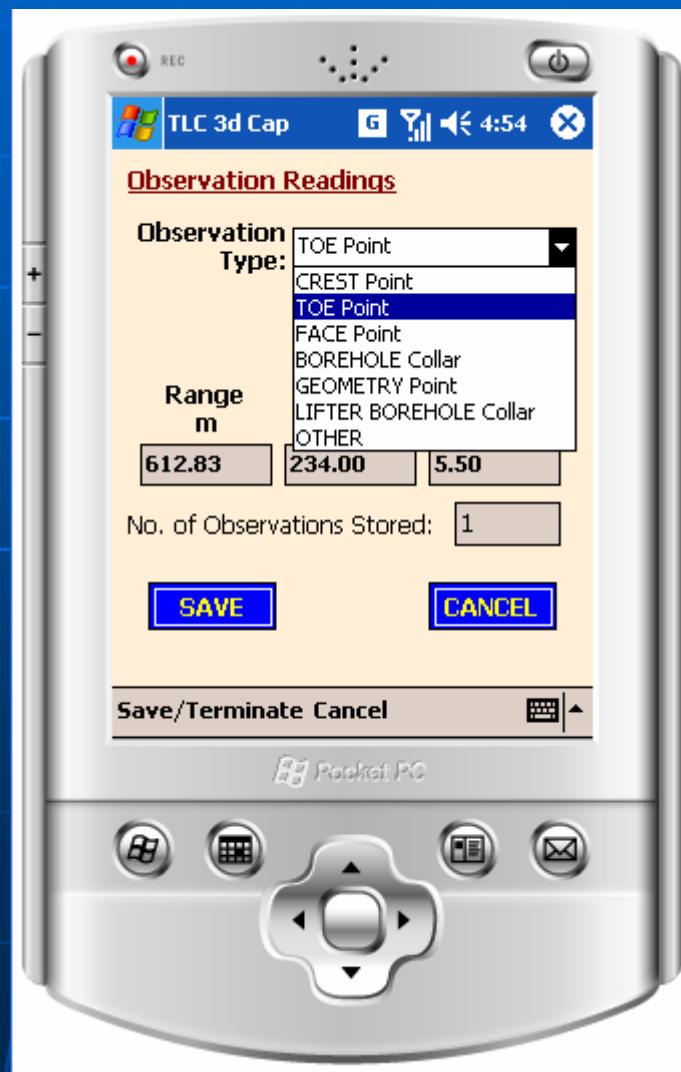 REC
TLC 3d Cap G 4:54
Observation Readings
Observation
Type:
TOE Point
CREST Point
TOE Point
FACE Point
BOREHOLE Collar
GEOMETRY Point
LIFTER BOREHOLE Collar
OTHER
Range
m
612.83 234.00 5.50
No. of Observations Stored: 1
SAVE CANCEL
Save/Terminate Cancel
Pocket PC